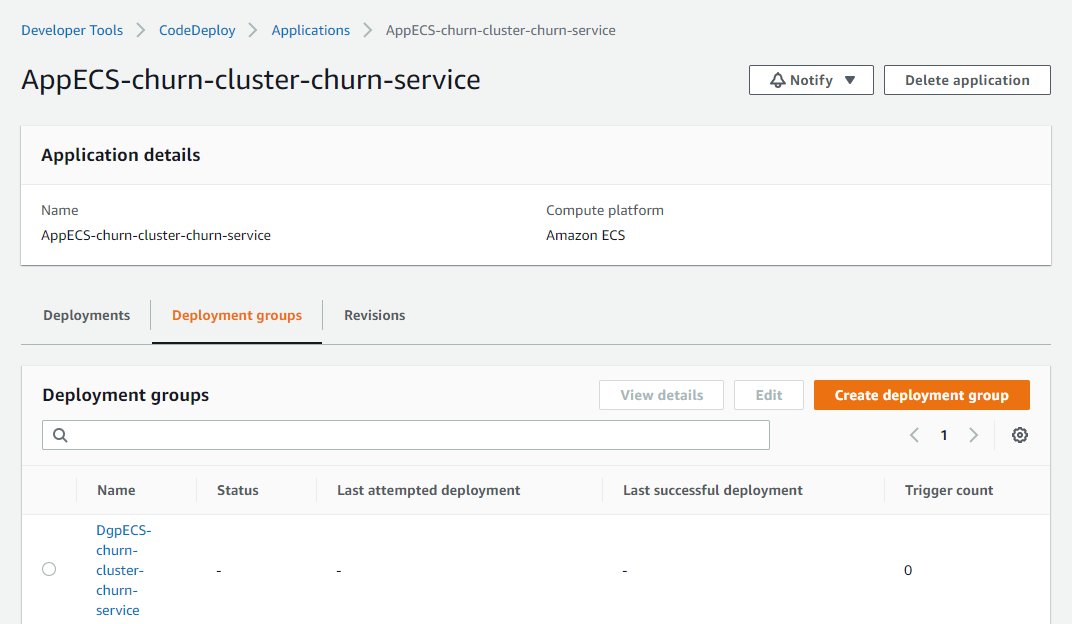 Developer Tools > CodeDeploy > Applications > AppECS-churn-cluster-churn-service
AppECS-churn-cluster-churn-service
Notify
Delete application
Application details
Name
AppECS-churn-cluster-churn-service
Compute platform
Amazon ECS
Deployments
Deployment groups
Revisions
Deployment groups
View details
Edit
Create deployment group
1
Name
Status
Last attempted deployment
Last successful deployment
Trigger count
DgpECS-
churn-
cluster-
churn-
service
-
-
-
0